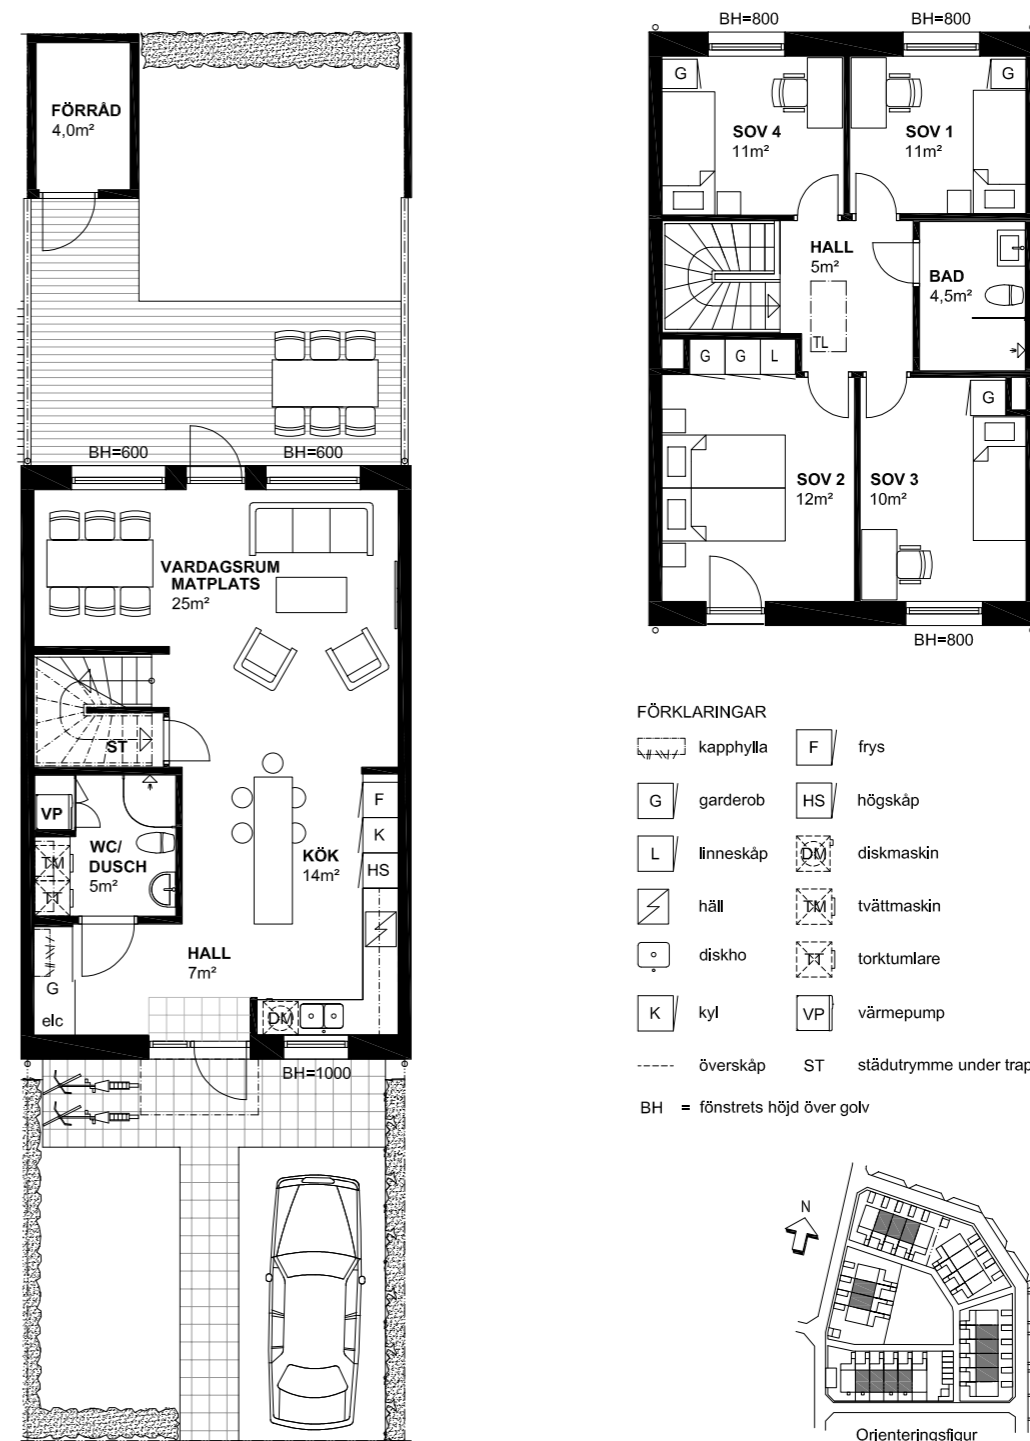 FÖRRÅD
4,0m²
BH=600
BH=600
VARDAGSRUM
MATPLATS
25m²
ST
VP
WC/
DUSCH
5m²
TM
TT
F
K
HS
KÖK
14m²
HALL
7m²
G
elc
DM
BH=1000
BH=800
BH=800
G
G
SOV 4
11m²
SOV 1
11m²
HALL
5m²
BAD
4,5m²
TL
G
G
L
G
SOV 2
12m²
SOV 3
10m²
BH=800
FÖRKLARINGAR
kapphylla
F
frys
G
garderob
HS
högskåp
L
linneskåp
DM
diskmaskin
häll
TM
tvättmaskin
diskho
TT
torktumlare
K
kyl
VP
värmepump
överskåp
ST
städutrymme under trap
BH = fönstrets höjd över golv
N
Orienteringsfigur